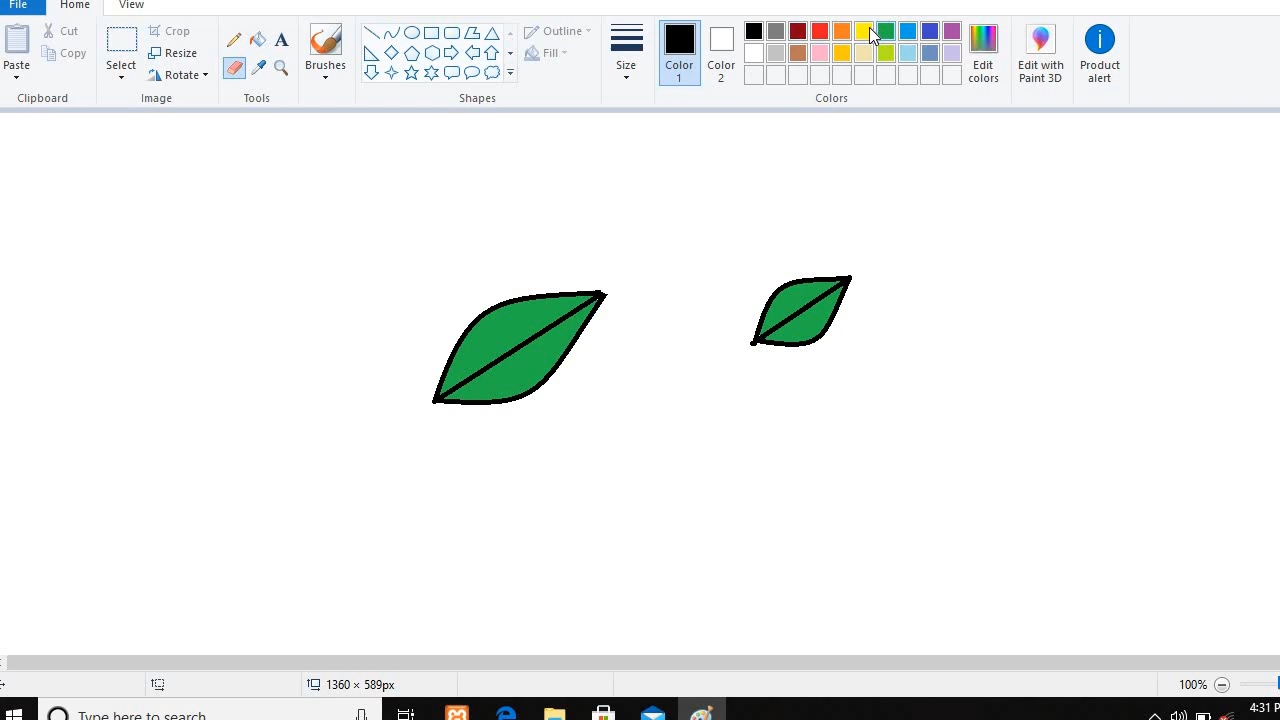 File Home View
Paste
Cut
Copy
Clipboard
Select
Crop
Size
Rotate
Image
A
Tools
Brushes
Outline
Fill
Shapes
Size
Color 1
Color 2
Edit colors
Colors
Edit with Paint 3D
Product alert
1360 × 589px
100%
Type here to search
4:31 P